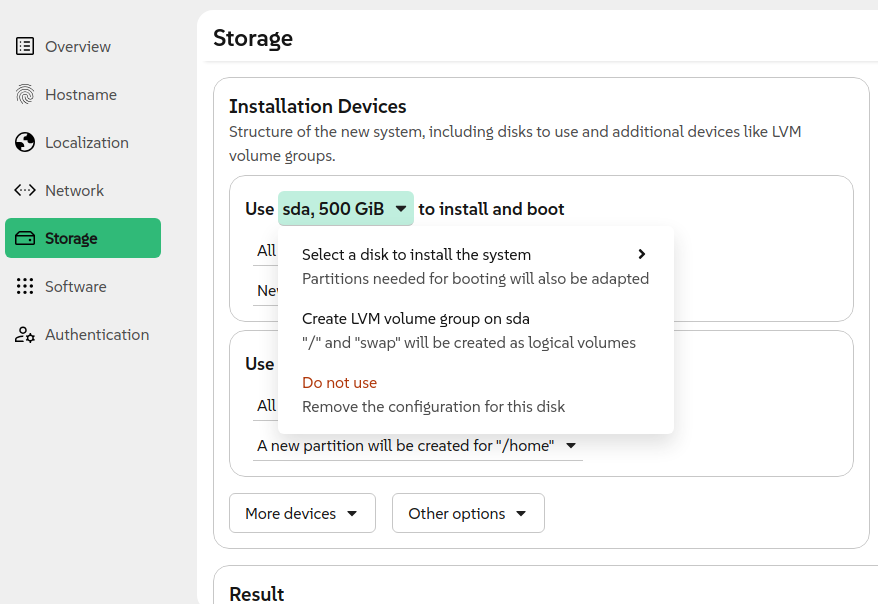 Overview
Hostname
Localization
Network
Storage
Software
Authentication
Storage
Installation Devices
Structure of the new system, including disks to use and additional devices like LVM
volume groups.
Use sda, 500 GiB to install and boot
All
Select a disk to install the system
Partitions needed for booting will also be adapted
Create LVM volume group on sda
"/" and "swap" will be created as logical volumes
Use
Do not use
All
Remove the configuration for this disk
A new partition will be created for "/home"
More devices
Other options
Result